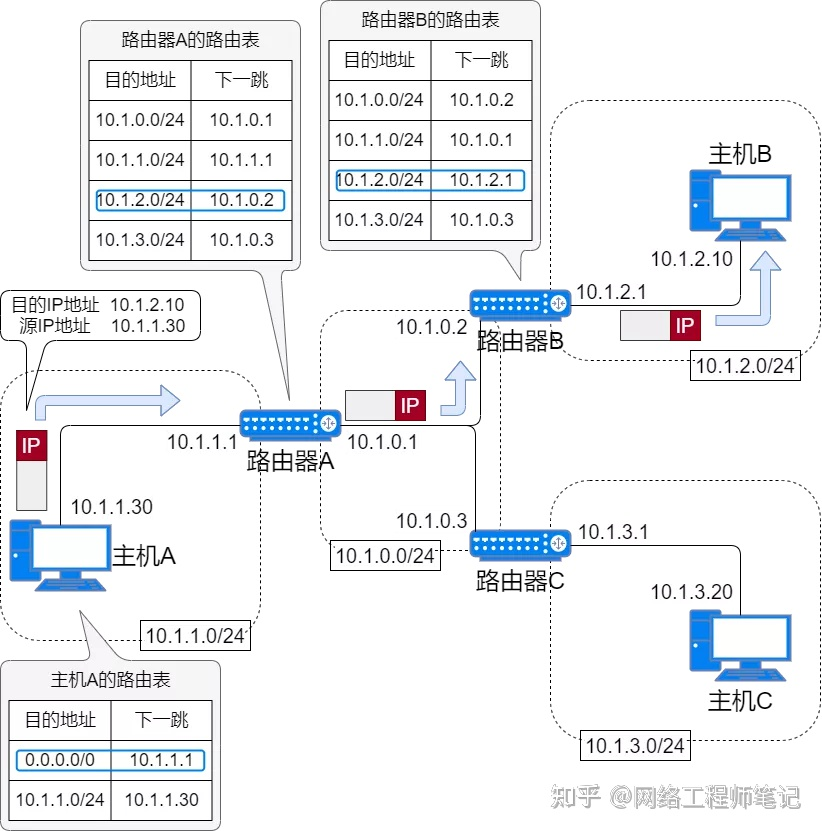 路由器A的路由表
目的地址 下一跳
10.1.0.0/24 10.1.0.1
10.1.1.0/24 10.1.1.1
10.1.2.0/24 10.1.0.2
10.1.3.0/24 10.1.0.3
路由器B的路由表
目的地址 下一跳
10.1.0.0/24 10.1.0.2
10.1.1.0/24 10.1.0.1
10.1.2.0/24 10.1.2.1
10.1.3.0/24 10.1.0.3
主机B
10.1.2.10
10.1.2.1
IP
10.1.2.0/24
目的IP地址 10.1.2.10
源IP地址 10.1.1.30
10.1.0.2
路由器B
IP
IP
10.1.1.1
路由器A
10.1.0.1
10.1.1.30
主机A
10.1.1.0/24
10.1.0.3
10.1.0.0/24
路由器C
10.1.3.1
10.1.3.20
主机C
10.1.3.0/24
主机A的路由表
目的地址 下一跳
0.0.0.0/0 10.1.1.1
10.1.1.0/24 10.1.1.30
知乎 @网络工程师笔记